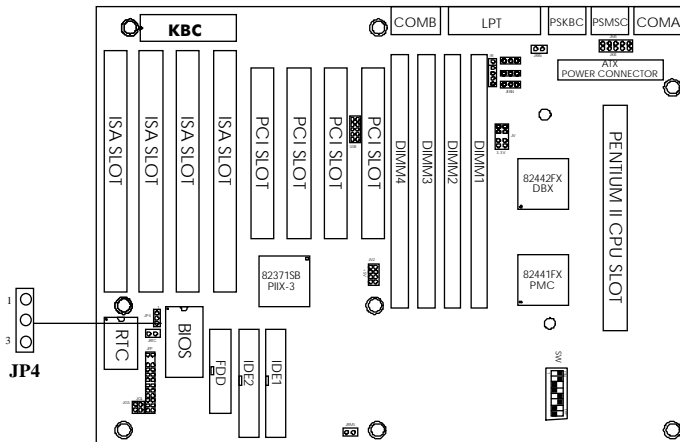 COMB
LPT
PSKBC
PSMSC
COMA
KBC
ATX
POWER CONNECTOR
ISA SLOT
ISA SLOT
ISA SLOT
ISA SLOT
PCI SLOT
PCI SLOT
PCI SLOT
PCI SLOT
DIMM4
DIMM3
DIMM2
DIMM1
PENTIUM II CPU SLOT
82442FX
DBX
82371SB
PIIX-3
82441FX
PMC
1
3
JP4
RTC
BIOS
FDD
IDE2
IDE1
SW